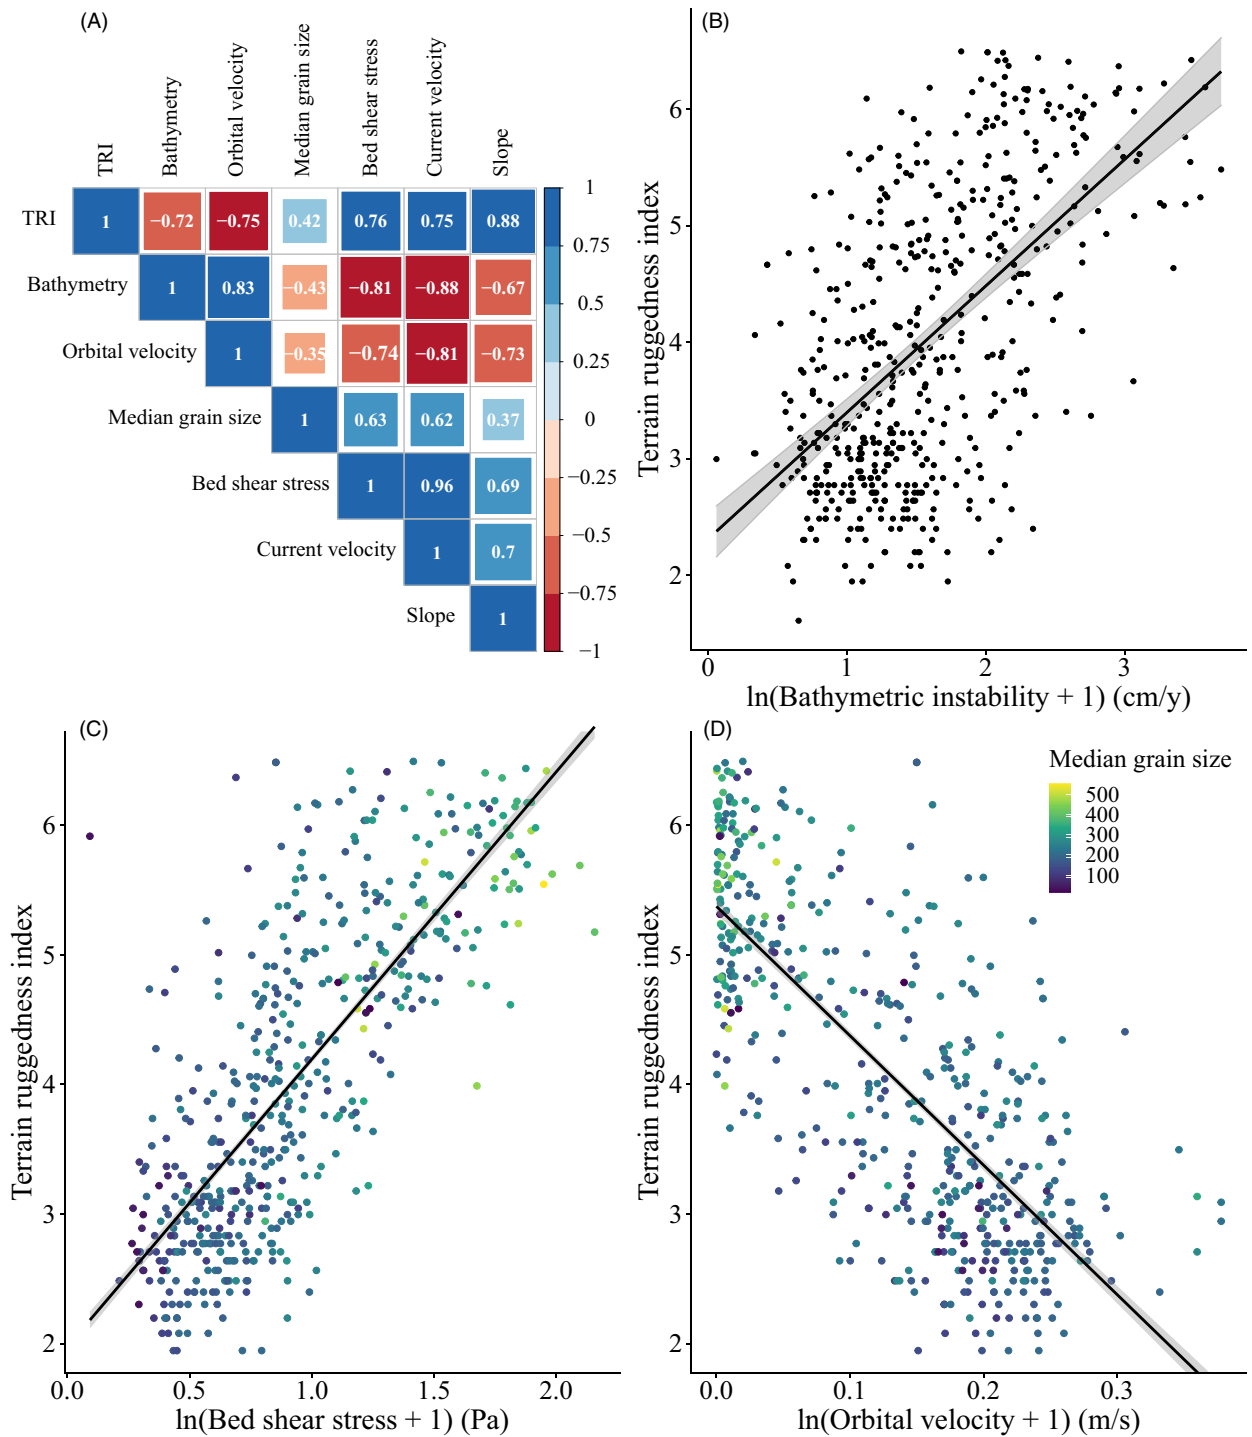 (A)
TRI
Bathymetry
Orbital velocity
Median grain size
Bed shear stress
Current velocity
Slope
TRI 1 −0.72 −0.75 0.42 0.76 0.75 0.88
Bathymetry 1 0.83 −0.43 −0.81 −0.88 −0.67
Orbital velocity 1 −0.35 −0.74 −0.81 −0.73
Median grain size 1 0.63 0.62 0.37
Bed shear stress 1 0.96 0.69
Current velocity 1 0.7
Slope 1
1
0.75
0.5
0.25
0
−0.25
−0.5
−0.75
−1
(B)
Terrain ruggedness index
6
5
4
3
2
0 1 2 3
ln(Bathymetric instability + 1) (cm/y)
(C)
Terrain ruggedness index
6
5
4
3
2
0.0 0.5 1.0 1.5 2.0
ln(Bed shear stress + 1) (Pa)
(D)
Median grain size
500
400
300
200
100
Terrain ruggedness index
6
5
4
3
2
0.0 0.1 0.2 0.3
ln(Orbital velocity + 1) (m/s)